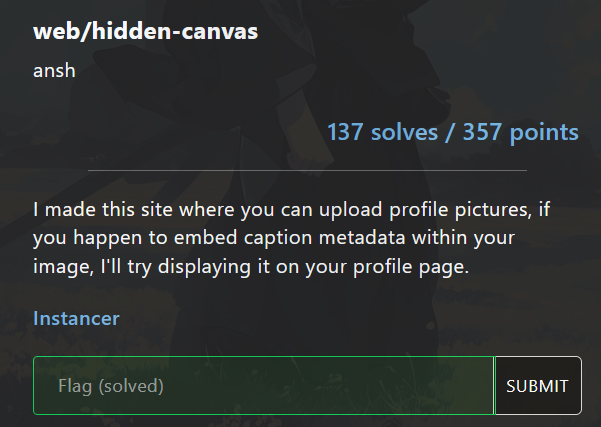 web/hidden-canvas
ansh
137 solves / 357 points
I made this site where you can upload profile pictures, if
you happen to embed caption metadata within your
image, I'll try displaying it on your profile page.
Instancer
Flag (solved) SUBMIT